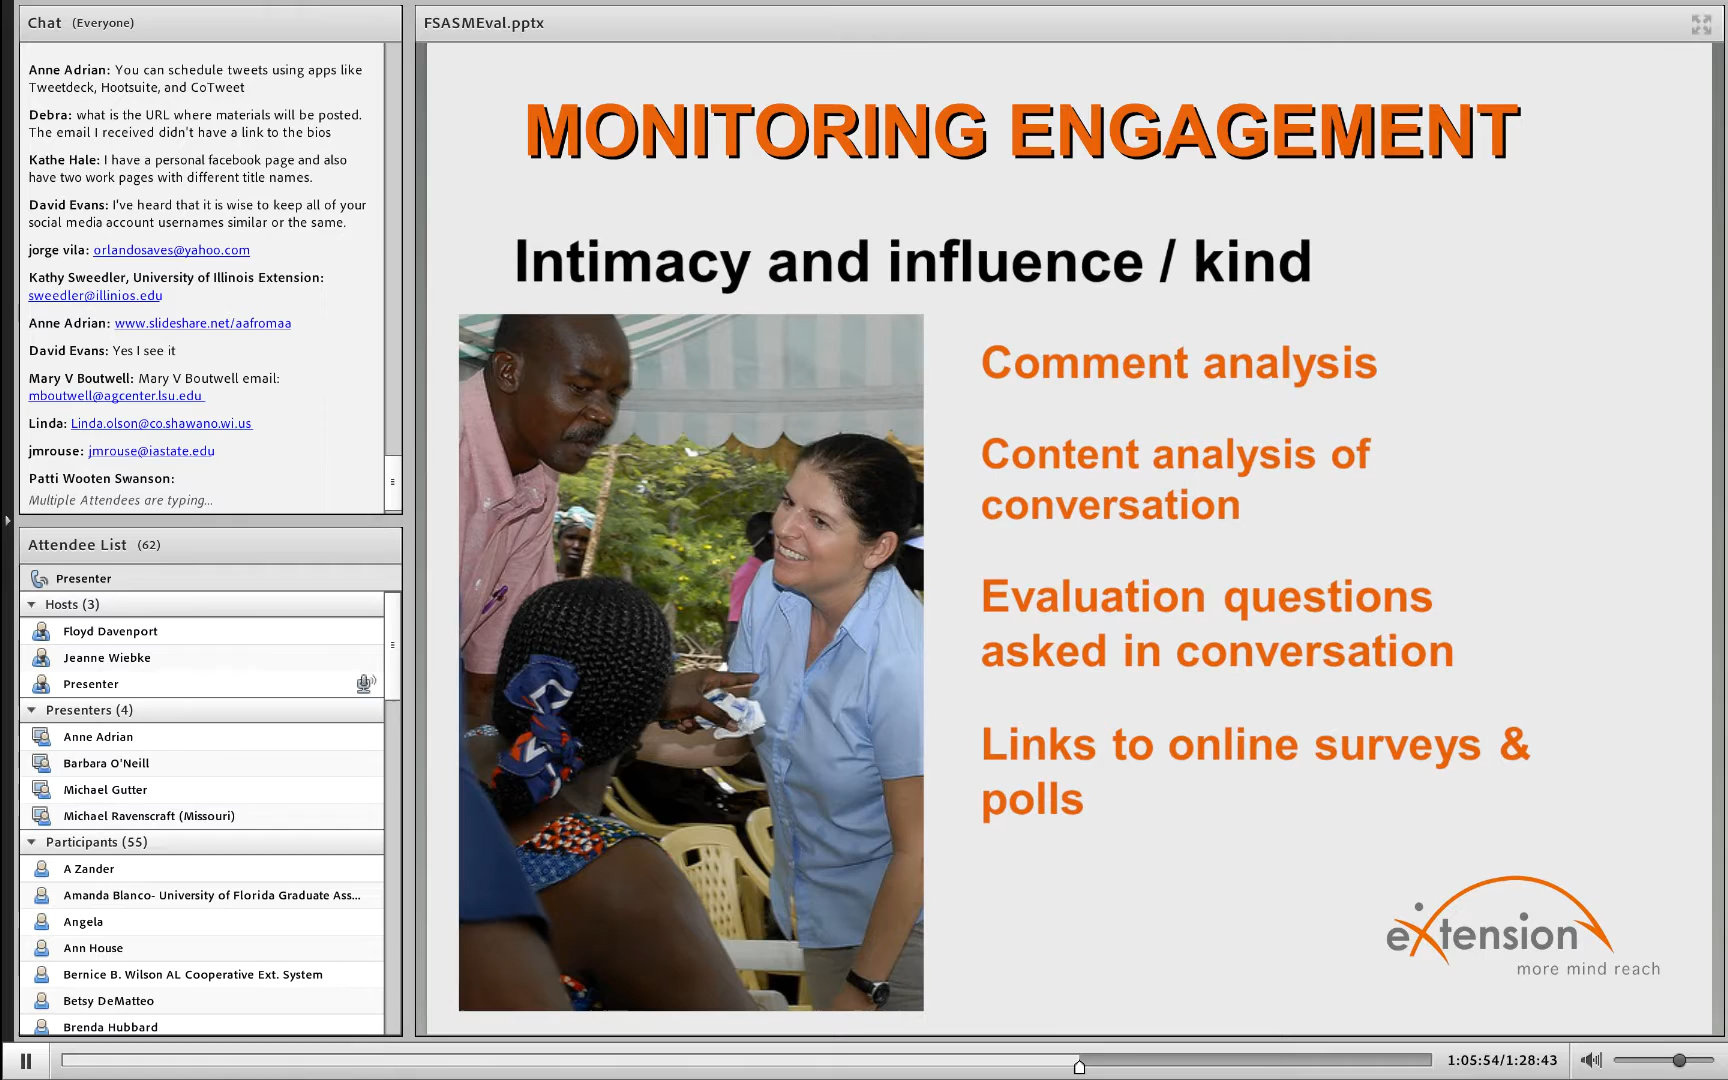 Chat (Everyone)
Anne Adrian: You can schedule tweets using apps like
Tweetdeck, Hootsuite, and CoTweet
Debra: what is the URL where materials will be posted.
The email I received didn't have a link to the bios
Kathe Hale: I have a personal facebook page and also
have two work pages with different title names.
David Evans: I've heard that it is wise to keep all of your
social media account usernames similar or the same.
jorge vila: orlandosaves@yahoo.com
Kathy Sweedler, University of Illinois Extension:
sweedler@illinios.edu
Anne Adrian: www.slideshare.net/aafromaa
David Evans: Yes I see it
Mary V Boutwell: Mary V Boutwell email:
mboutwell@agcenter.lsu.edu
Linda: Linda.olson@co.shawano.wi.us
jmrouse: jmrouse@iastate.edu
Patti Wooten Swanson:
Multiple Attendees are typing...
Attendee List (62)
Presenter
Hosts (3)
Floyd Davenport
Jeanne Wiebke
Presenter
Presenters (4)
Anne Adrian
Barbara O'Neill
Michael Gutter
Michael Ravenscraft (Missouri)
Participants (55)
A Zander
Amanda Blanco- University of Florida Graduate Ass...
Angela
Ann House
Bernice B. Wilson AL Cooperative Ext. System
Betsy DeMatteo
Brenda Hubbard
FSASMEval.pptx
MONITORING ENGAGEMENT
Intimacy and influence / kind
Comment analysis
Content analysis of
conversation
Evaluation questions
asked in conversation
Links to online surveys &
polls
eXtension
more mind reach
1:05:54/1:28:43